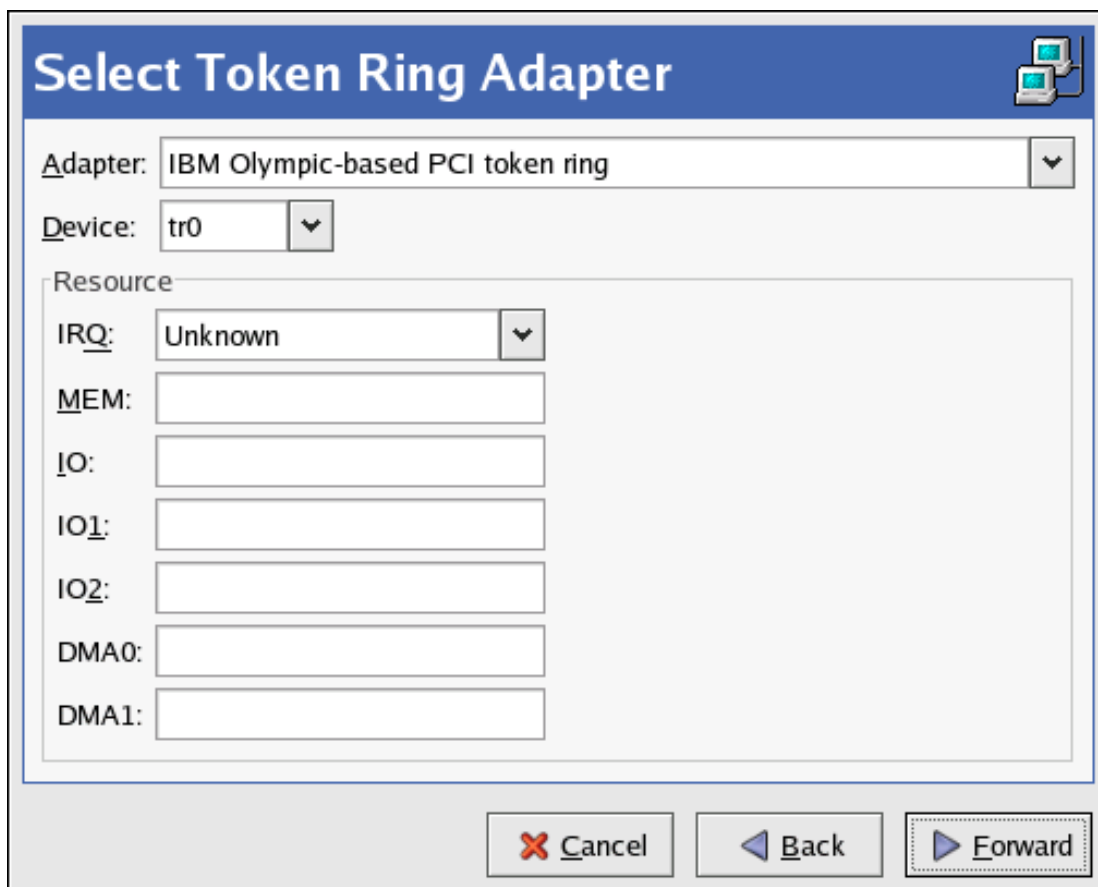 Select Token Ring Adapter
Adapter: IBM Olympic-based PCI token ring
Device: tr0
Resource
IRQ: Unknown
MEM:
IO:
IO1:
IO2:
DMA0:
DMA1:
Cancel Back Forward